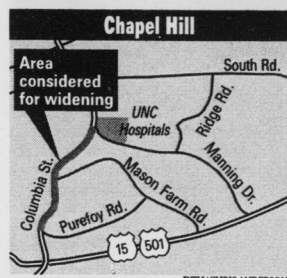 Chapel Hill
Area
considered
for widening
South Rd.
UNC
Hospitals
Ridge Rd.
Columbia St.
Mason Farm Rd.
Manning Dr.
Purefoy Rd.
15 501